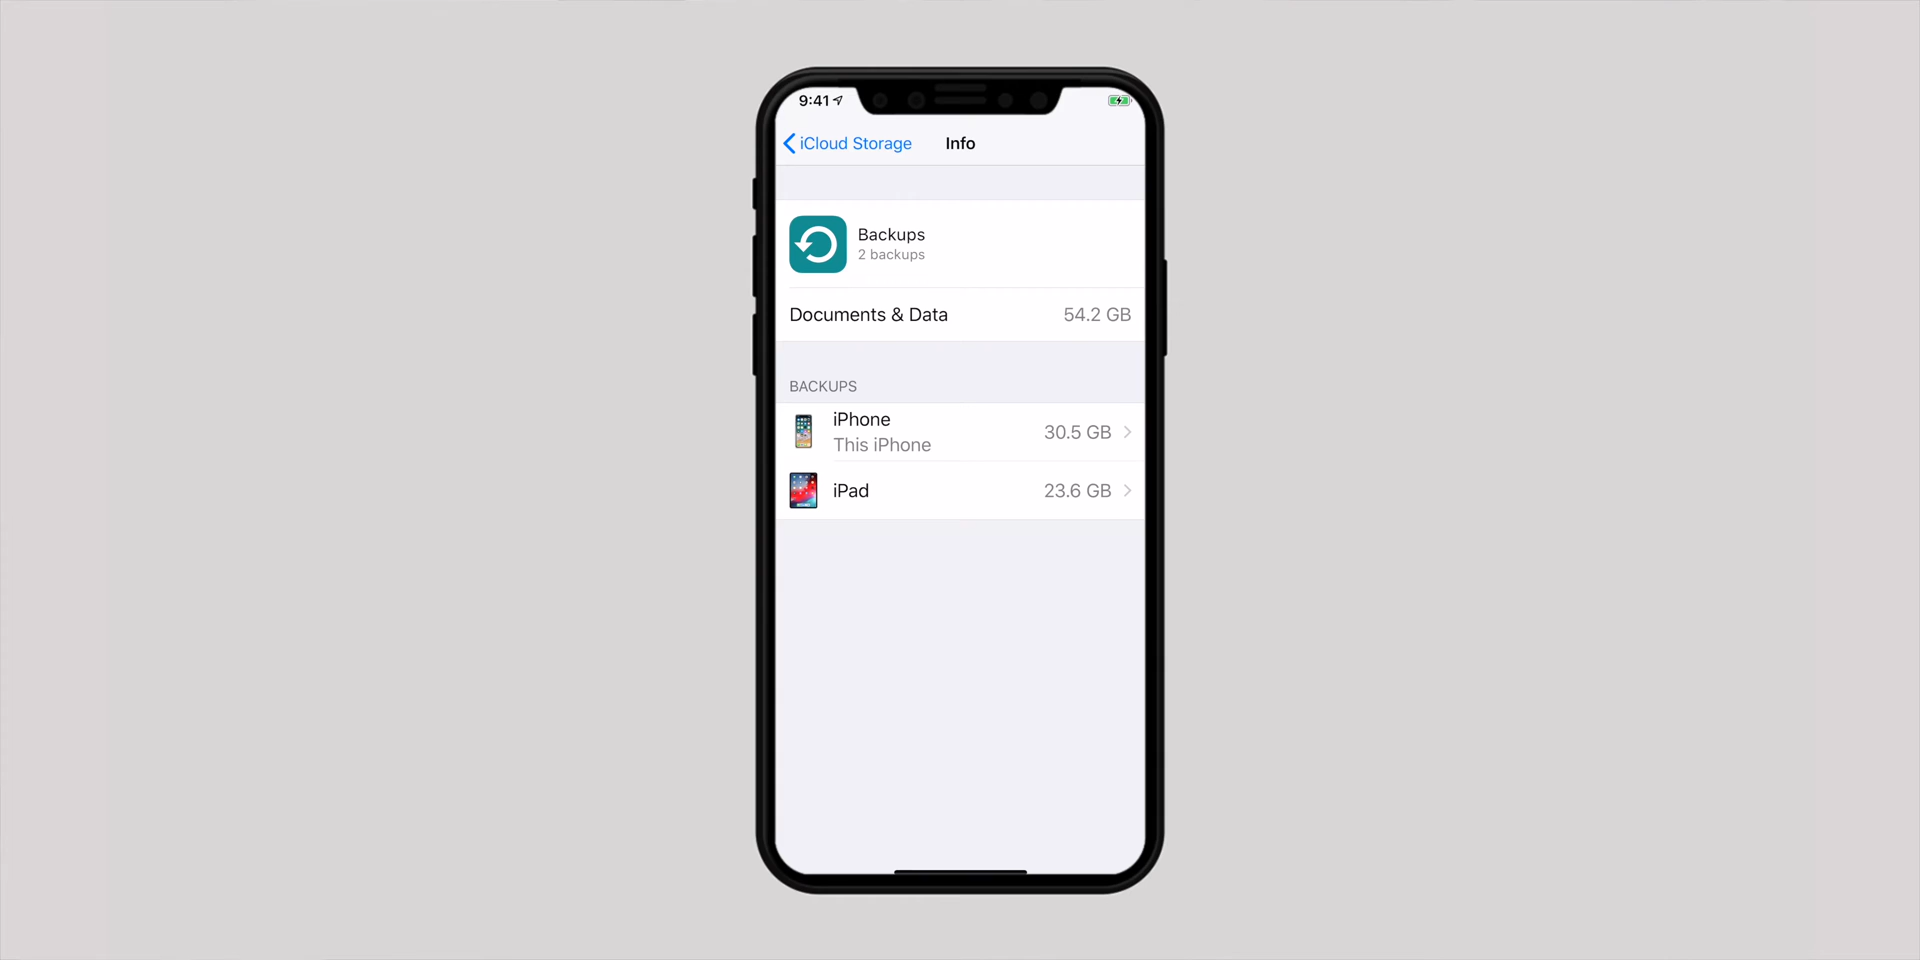 9:41
iCloud Storage Info
Backups
2 backups
Documents & Data 54.2 GB
BACKUPS
iPhone
This iPhone
30.5 GB
iPad 23.6 GB